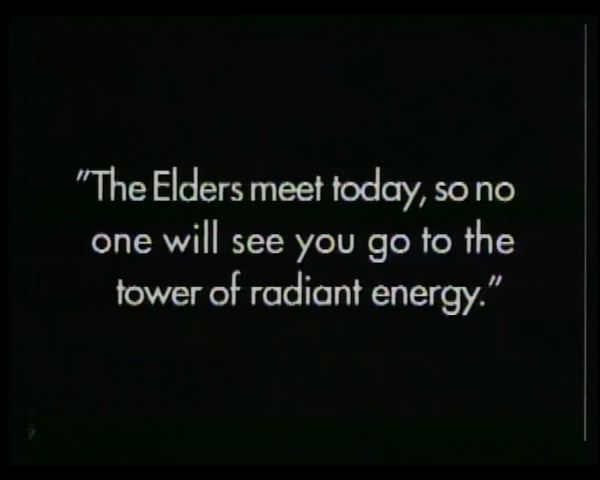 "The Elders meet today, so no
one will see you go to the
tower of radiant energy."